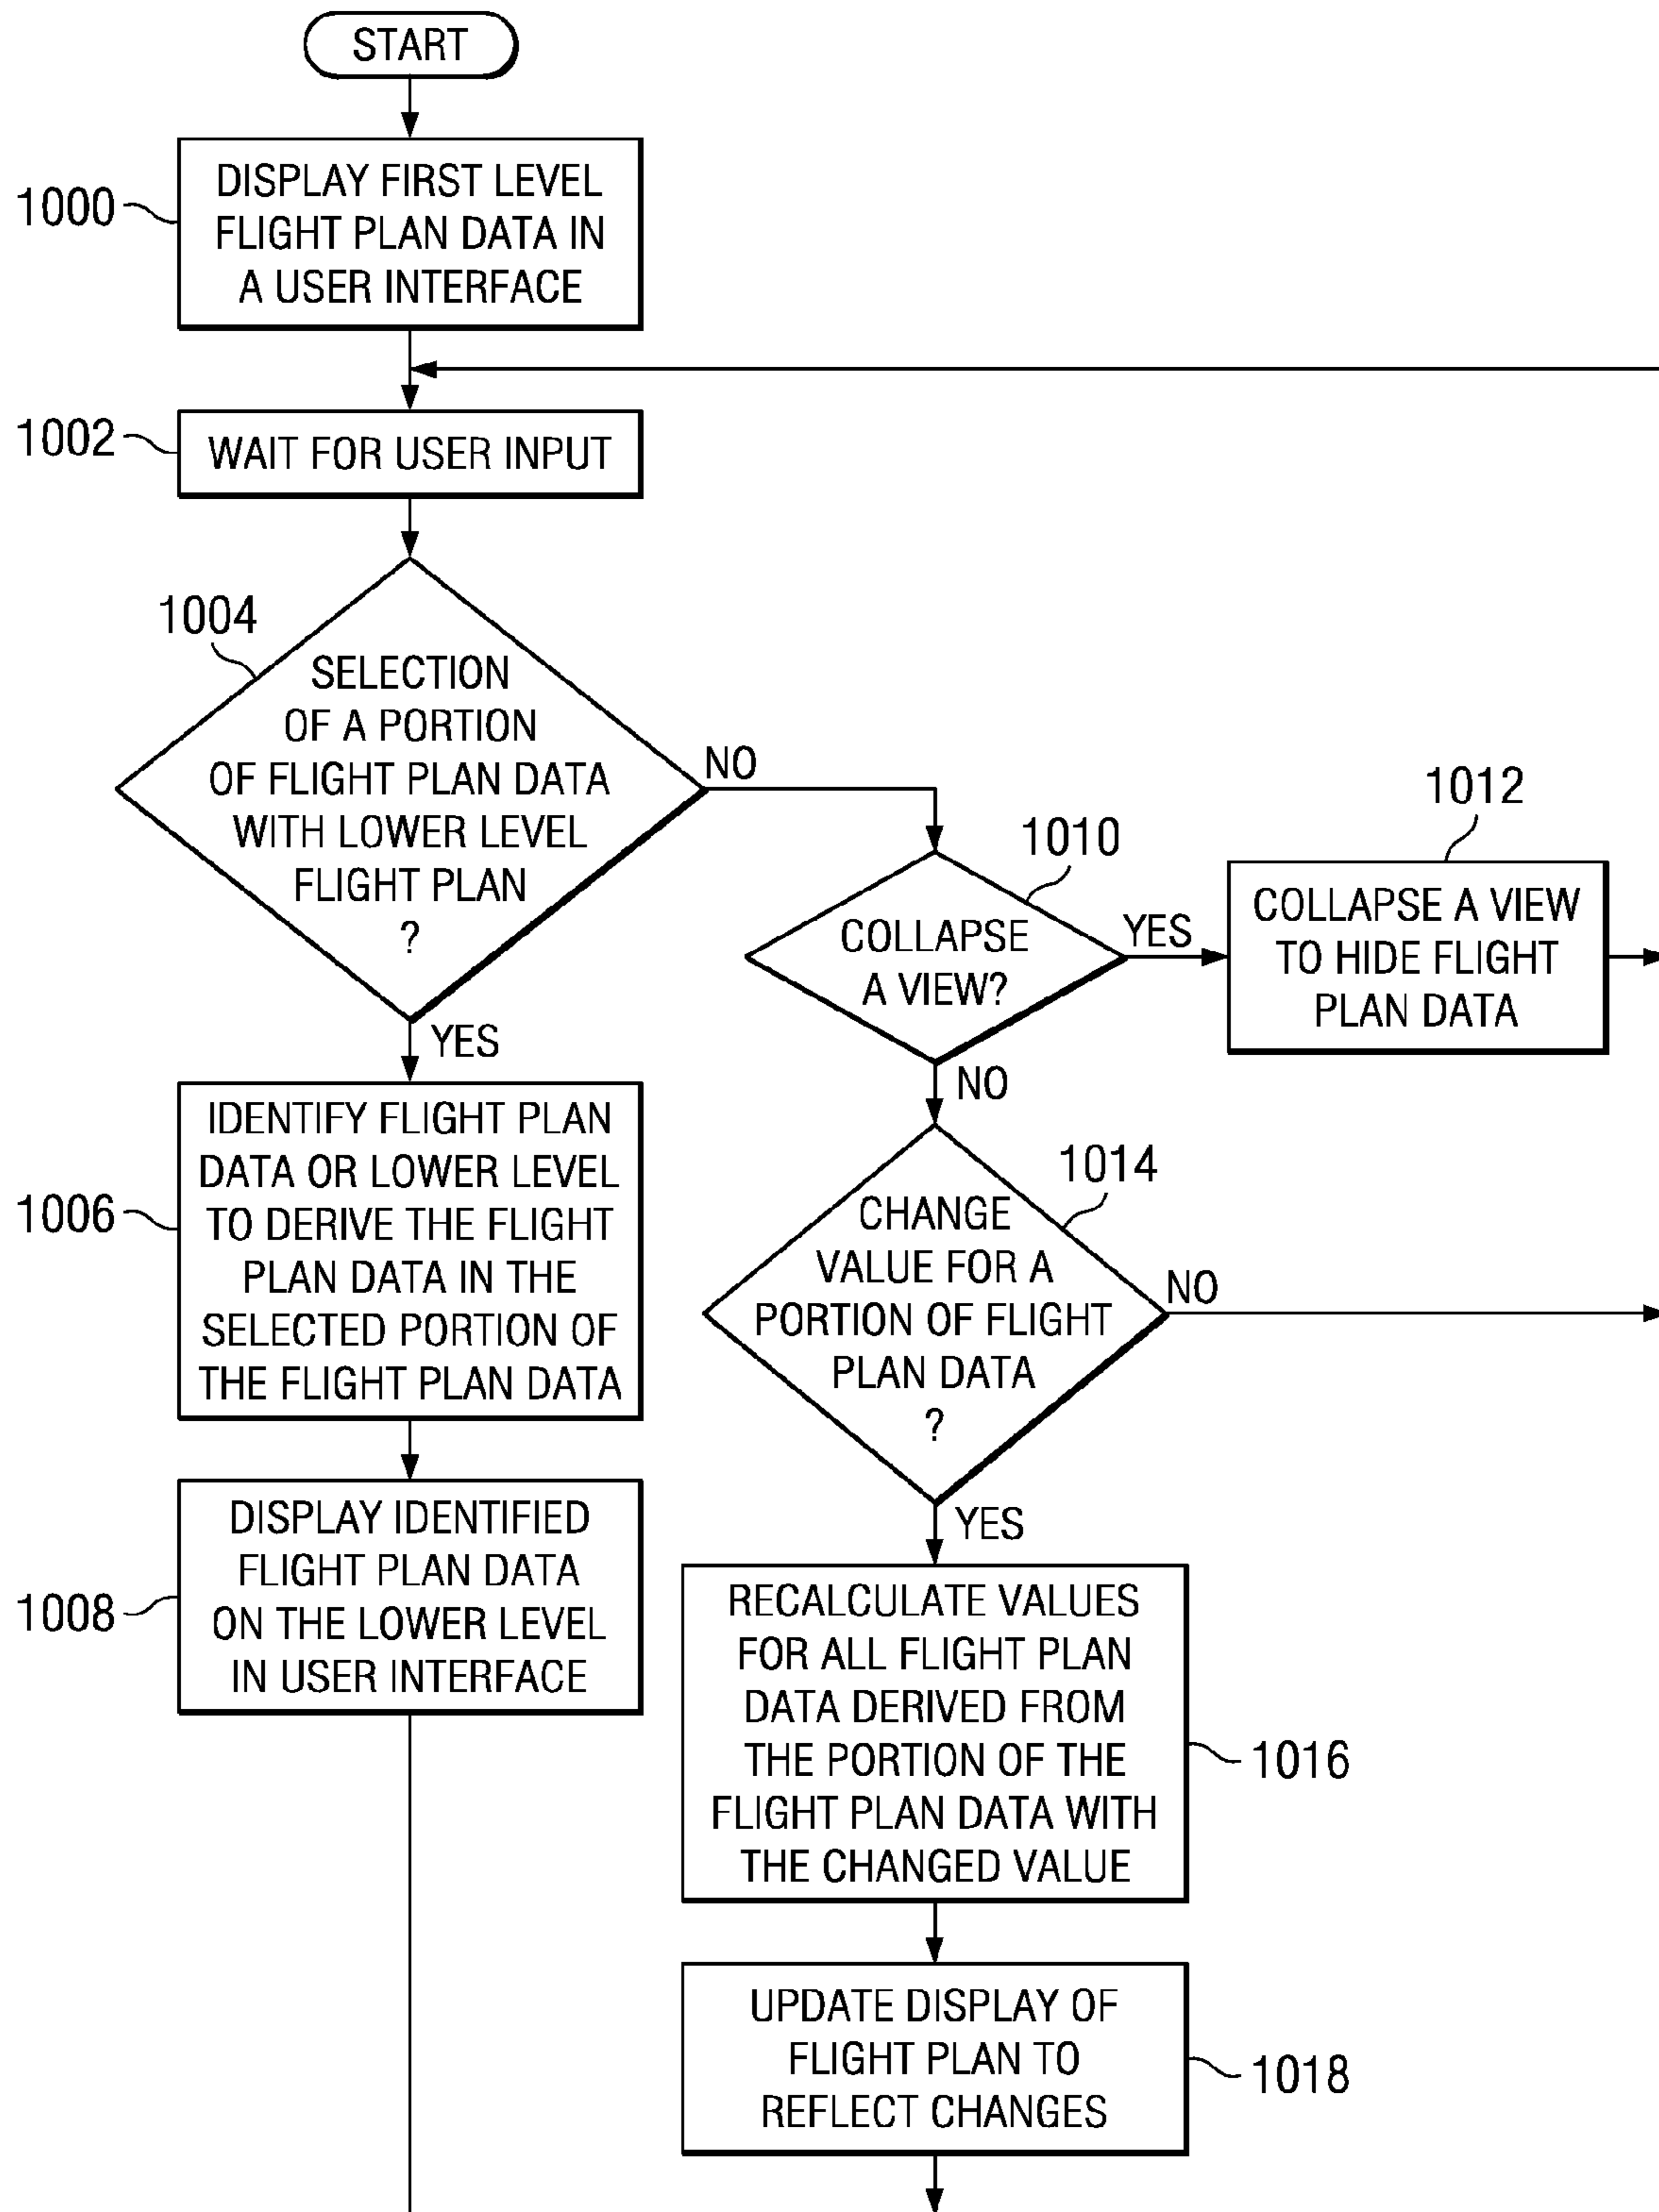 START
1000
DISPLAY FIRST LEVEL
FLIGHT PLAN DATA IN
A USER INTERFACE
1002
WAIT FOR USER INPUT
1004
SELECTION
OF A PORTION
OF FLIGHT PLAN DATA
WITH LOWER LEVEL
FLIGHT PLAN
?
NO
YES
1006
IDENTIFY FLIGHT PLAN
DATA OR LOWER LEVEL
TO DERIVE THE FLIGHT
PLAN DATA IN THE
SELECTED PORTION OF
THE FLIGHT PLAN DATA
1008
DISPLAY IDENTIFIED
FLIGHT PLAN DATA
ON THE LOWER LEVEL
IN USER INTERFACE
1010
COLLAPSE
A VIEW?
YES
NO
1012
COLLAPSE A VIEW
TO HIDE FLIGHT
PLAN DATA
1014
CHANGE
VALUE FOR A
PORTION OF FLIGHT
PLAN DATA
?
NO
YES
RECALCULATE VALUES
FOR ALL FLIGHT PLAN
DATA DERIVED FROM
THE PORTION OF THE
FLIGHT PLAN DATA WITH
THE CHANGED VALUE
1016
UPDATE DISPLAY OF
FLIGHT PLAN TO
REFLECT CHANGES
1018